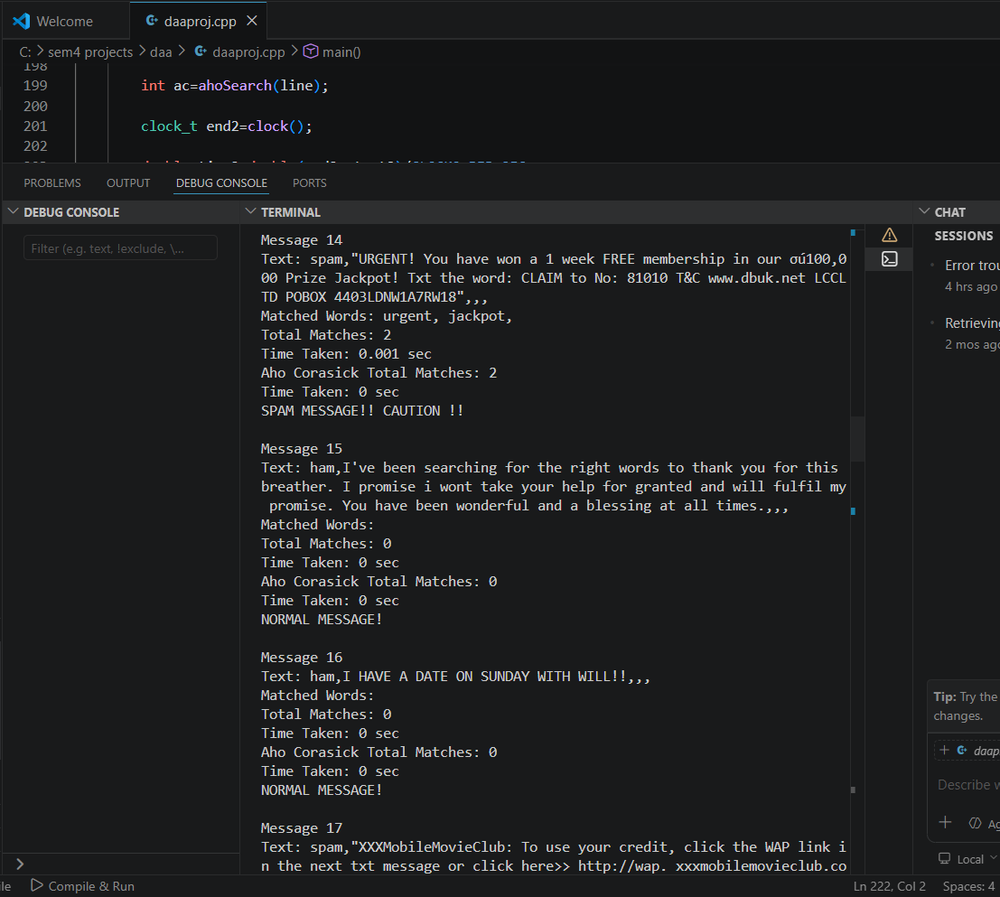 Welcome
daaproj.cpp
C: > sem4 projects > daa > daaproj.cpp > main()
198
199 int ac=ahoSearch(line);
200
201 clock_t end2=clock();
202
PROBLEMS OUTPUT DEBUG CONSOLE PORTS
DEBUG CONSOLE
Filter (e.g. text, !exclude, \...
TERMINAL
Message 14
Text: spam,"URGENT! You have won a 1 week FREE membership in our σú100,0
00 Prize Jackpot! Txt the word: CLAIM to No: 81010 T&C www.dbuk.net LCCL
TD POBOX 4403LDNW1A7RW18",,,
Matched Words: urgent, jackpot,
Total Matches: 2
Time Taken: 0.001 sec
Aho Corasick Total Matches: 2
Time Taken: 0 sec
SPAM MESSAGE!! CAUTION !!
Message 15
Text: ham,I've been searching for the right words to thank you for this
breather. I promise i wont take your help for granted and will fulfil my
promise. You have been wonderful and a blessing at all times.,,,
Matched Words:
Total Matches: 0
Time Taken: 0 sec
Aho Corasick Total Matches: 0
Time Taken: 0 sec
NORMAL MESSAGE!
Message 16
Text: ham,I HAVE A DATE ON SUNDAY WITH WILL!!,,,
Matched Words:
Total Matches: 0
Time Taken: 0 sec
Aho Corasick Total Matches: 0
Time Taken: 0 sec
NORMAL MESSAGE!
Message 17
Text: spam,"XXXMobileMovieClub: To use your credit, click the WAP link i
n the next txt message or click here>> http://wap. xxxmobilemovieclub.co
CHAT
SESSIONS
Error trou
4 hrs ago
Retrieving
2 mos ago
Tip: Try the
changes.
+ daap
Describe w
+ Ag
Local
le Compile & Run
Ln 222, Col 2 Spaces: 4